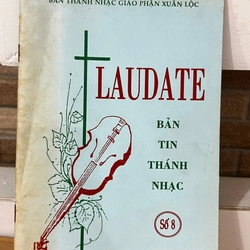 BAN THÁNH NHẠC GIÁO PHẬN XUÂN LỘC
LAUDATE
BẢN
TIN
THÁNH
NHẠC
Số 8